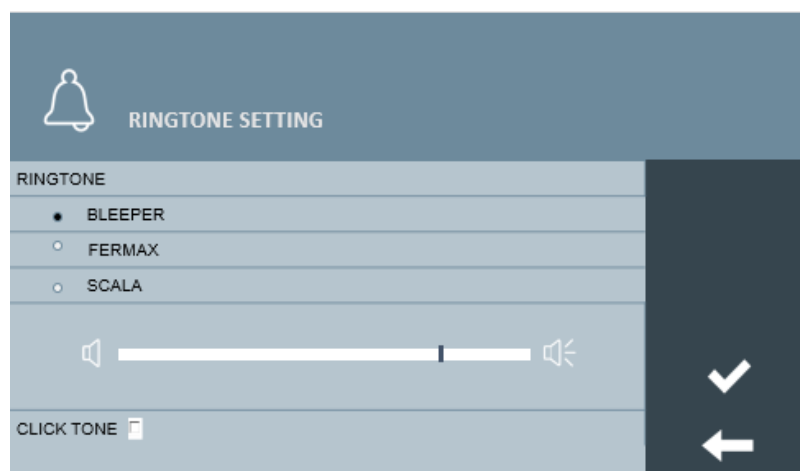 RINGTONE SETTING
RINGTONE
BLEEPER
FERMAX
SCALA
CLICK TONE